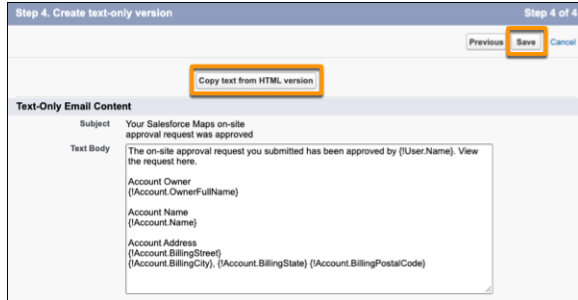 Step 4. Create text-only version
Step 4 of 4
Previous Save Cancel
Copy text from HTML version
Text-Only Email Content
Subject Your Salesforce Maps on-site
approval request was approved
Text Body The on-site approval request you submitted has been approved by {!User.Name}. View
the request here.
Account Owner
{!Account.OwnerFullName}
Account Name
{!Account.Name}
Account Address
{!Account.BillingStreet}
{!Account.BillingCity}, {!Account.BillingState} {!Account.BillingPostalCode}